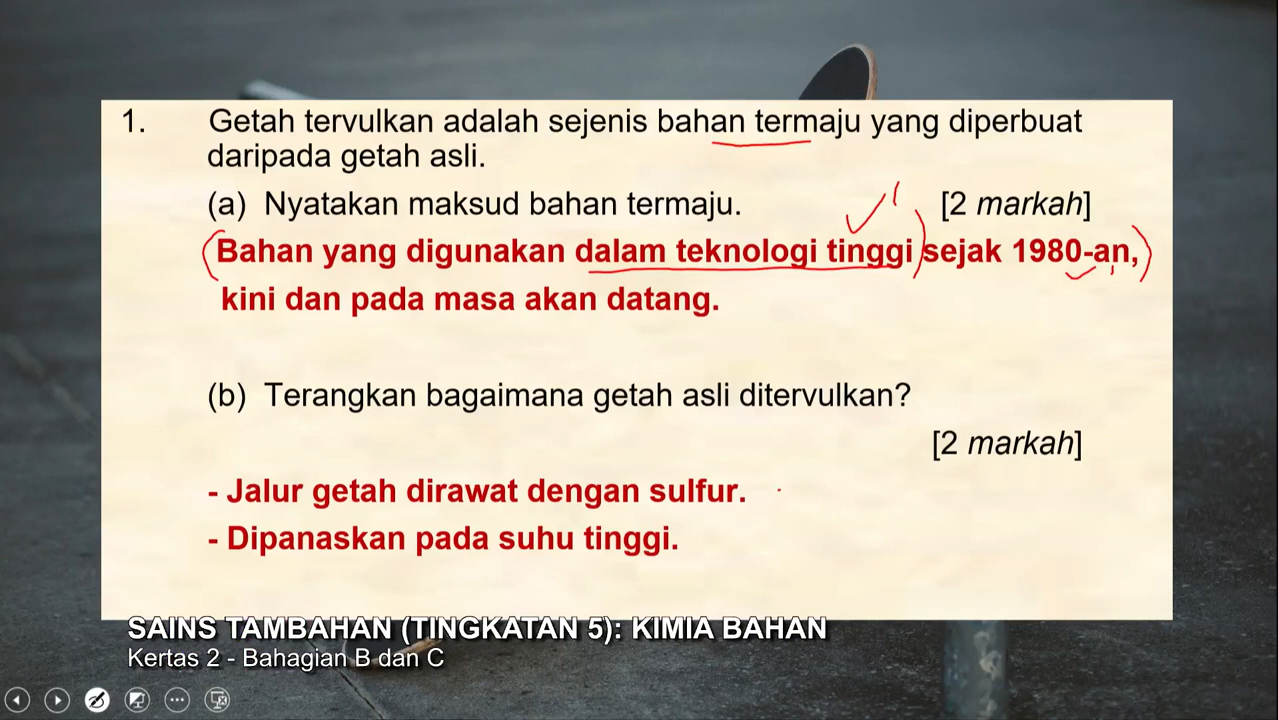 1. Getah tervulkan adalah sejenis bahan termaju yang diperbuat
daripada getah asli.
(a) Nyatakan maksud bahan termaju. [2 markah]
Bahan yang digunakan dalam teknologi tinggi sejak 1980-an,
kini dan pada masa akan datang.
(b) Terangkan bagaimana getah asli ditervulkan?
[2 markah]
- Jalur getah dirawat dengan sulfur.
- Dipanaskan pada suhu tinggi.
SAINS TAMBAHAN (TINGKATAN 5): KIMIA BAHAN
Kertas 2 - Bahagian B dan C